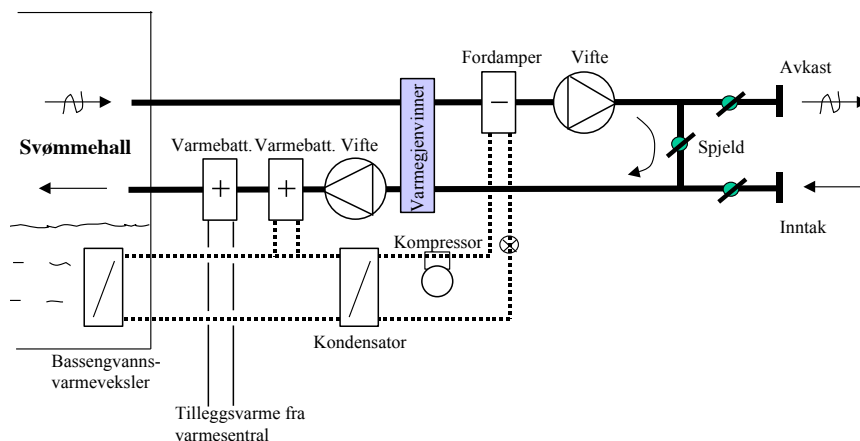 Fordamper
Vifte
Avkast
Svømmehall
Varmebatt.
Varmebatt.
Vifte
Varmegjenvinner
Spjeld
Inntak
Kompressor
Kondensator
Bassengvanns-
varmeveksler
Tilleggsvarme fra
varmesentral